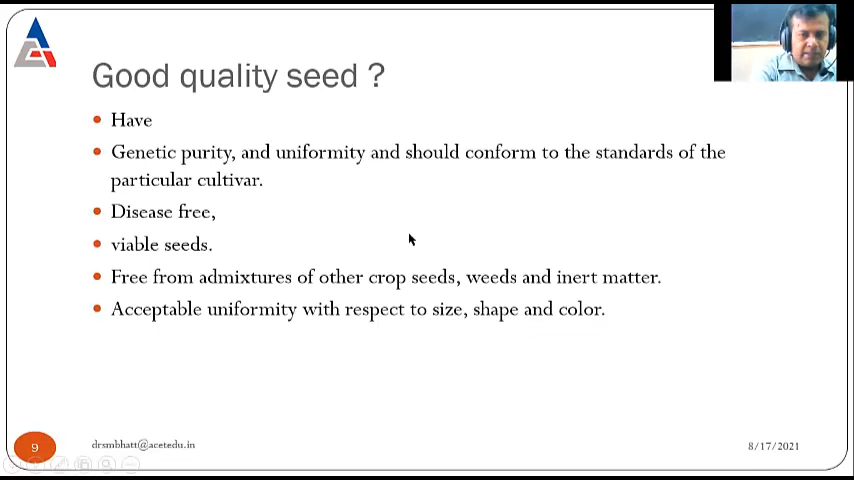 Good quality seed ?
Have
Genetic purity, and uniformity and should conform to the standards of the
particular cultivar.
Disease free,
viable seeds.
Free from admixtures of other crop seeds, weeds and inert matter.
Acceptable uniformity with respect to size, shape and color.
9
drsmbhatt@acetedu.in
8/17/2021